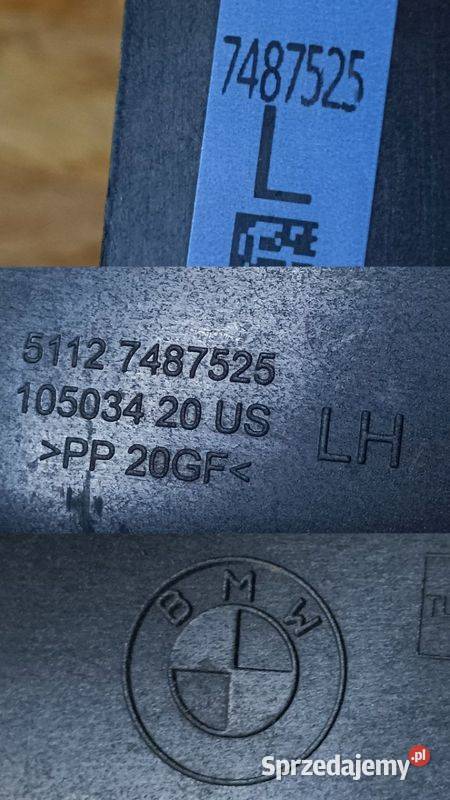 7487525
L
5112 7487525
105034 20 US
>PP 20GF<
LH
BMW
Sprzedajemy.pl